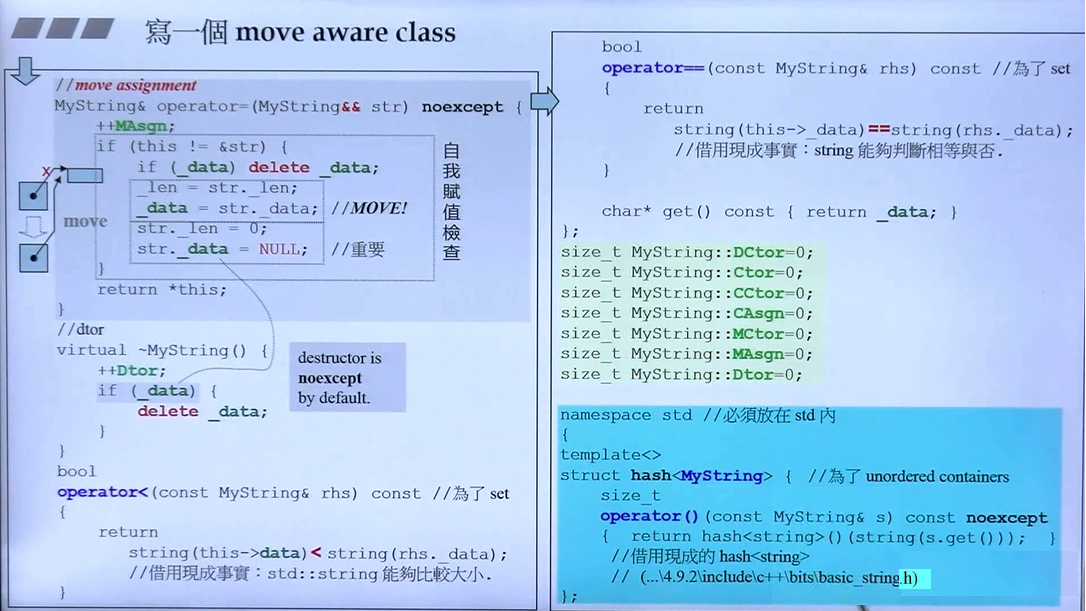 寫一個 move aware class
//move assignment
MyString& operator=(MyString&& str) noexcept {
++MAsgn;
if (this != &str) {
if (_data) delete _data;
_len = str._len;
_data = str._data; //MOVE!
str._len = 0;
str._data = NULL; //重要
}
return *this;
}
自我賦值檢查
x
move
//dtor
virtual ~MyString() {
++Dtor;
if (_data) {
delete _data;
}
}
destructor is
noexcept
by default.
bool
operator<(const MyString& rhs) const //為了 set
{
return
string(this->data)< string(rhs._data);
//借用現成事實：std::string 能夠比較大小.
}
bool
operator==(const MyString& rhs) const //為了 set
{
return
string(this->_data)==string(rhs._data);
//借用現成事實：string 能夠判斷相等與否.
}
char* get() const { return _data; }
};
size_t MyString::DCtor=0;
size_t MyString::Ctor=0;
size_t MyString::CCtor=0;
size_t MyString::CAsgn=0;
size_t MyString::MCtor=0;
size_t MyString::MAsgn=0;
size_t MyString::Dtor=0;
namespace std //必須放在 std 內
{
template<>
struct hash<MyString> { //為了 unordered containers
size_t
operator()(const MyString& s) const noexcept
{ return hash<string>()(string(s.get())); }
//借用現成的 hash<string>
// (...\4.9.2\include\c++\bits\basic_string.h)
};